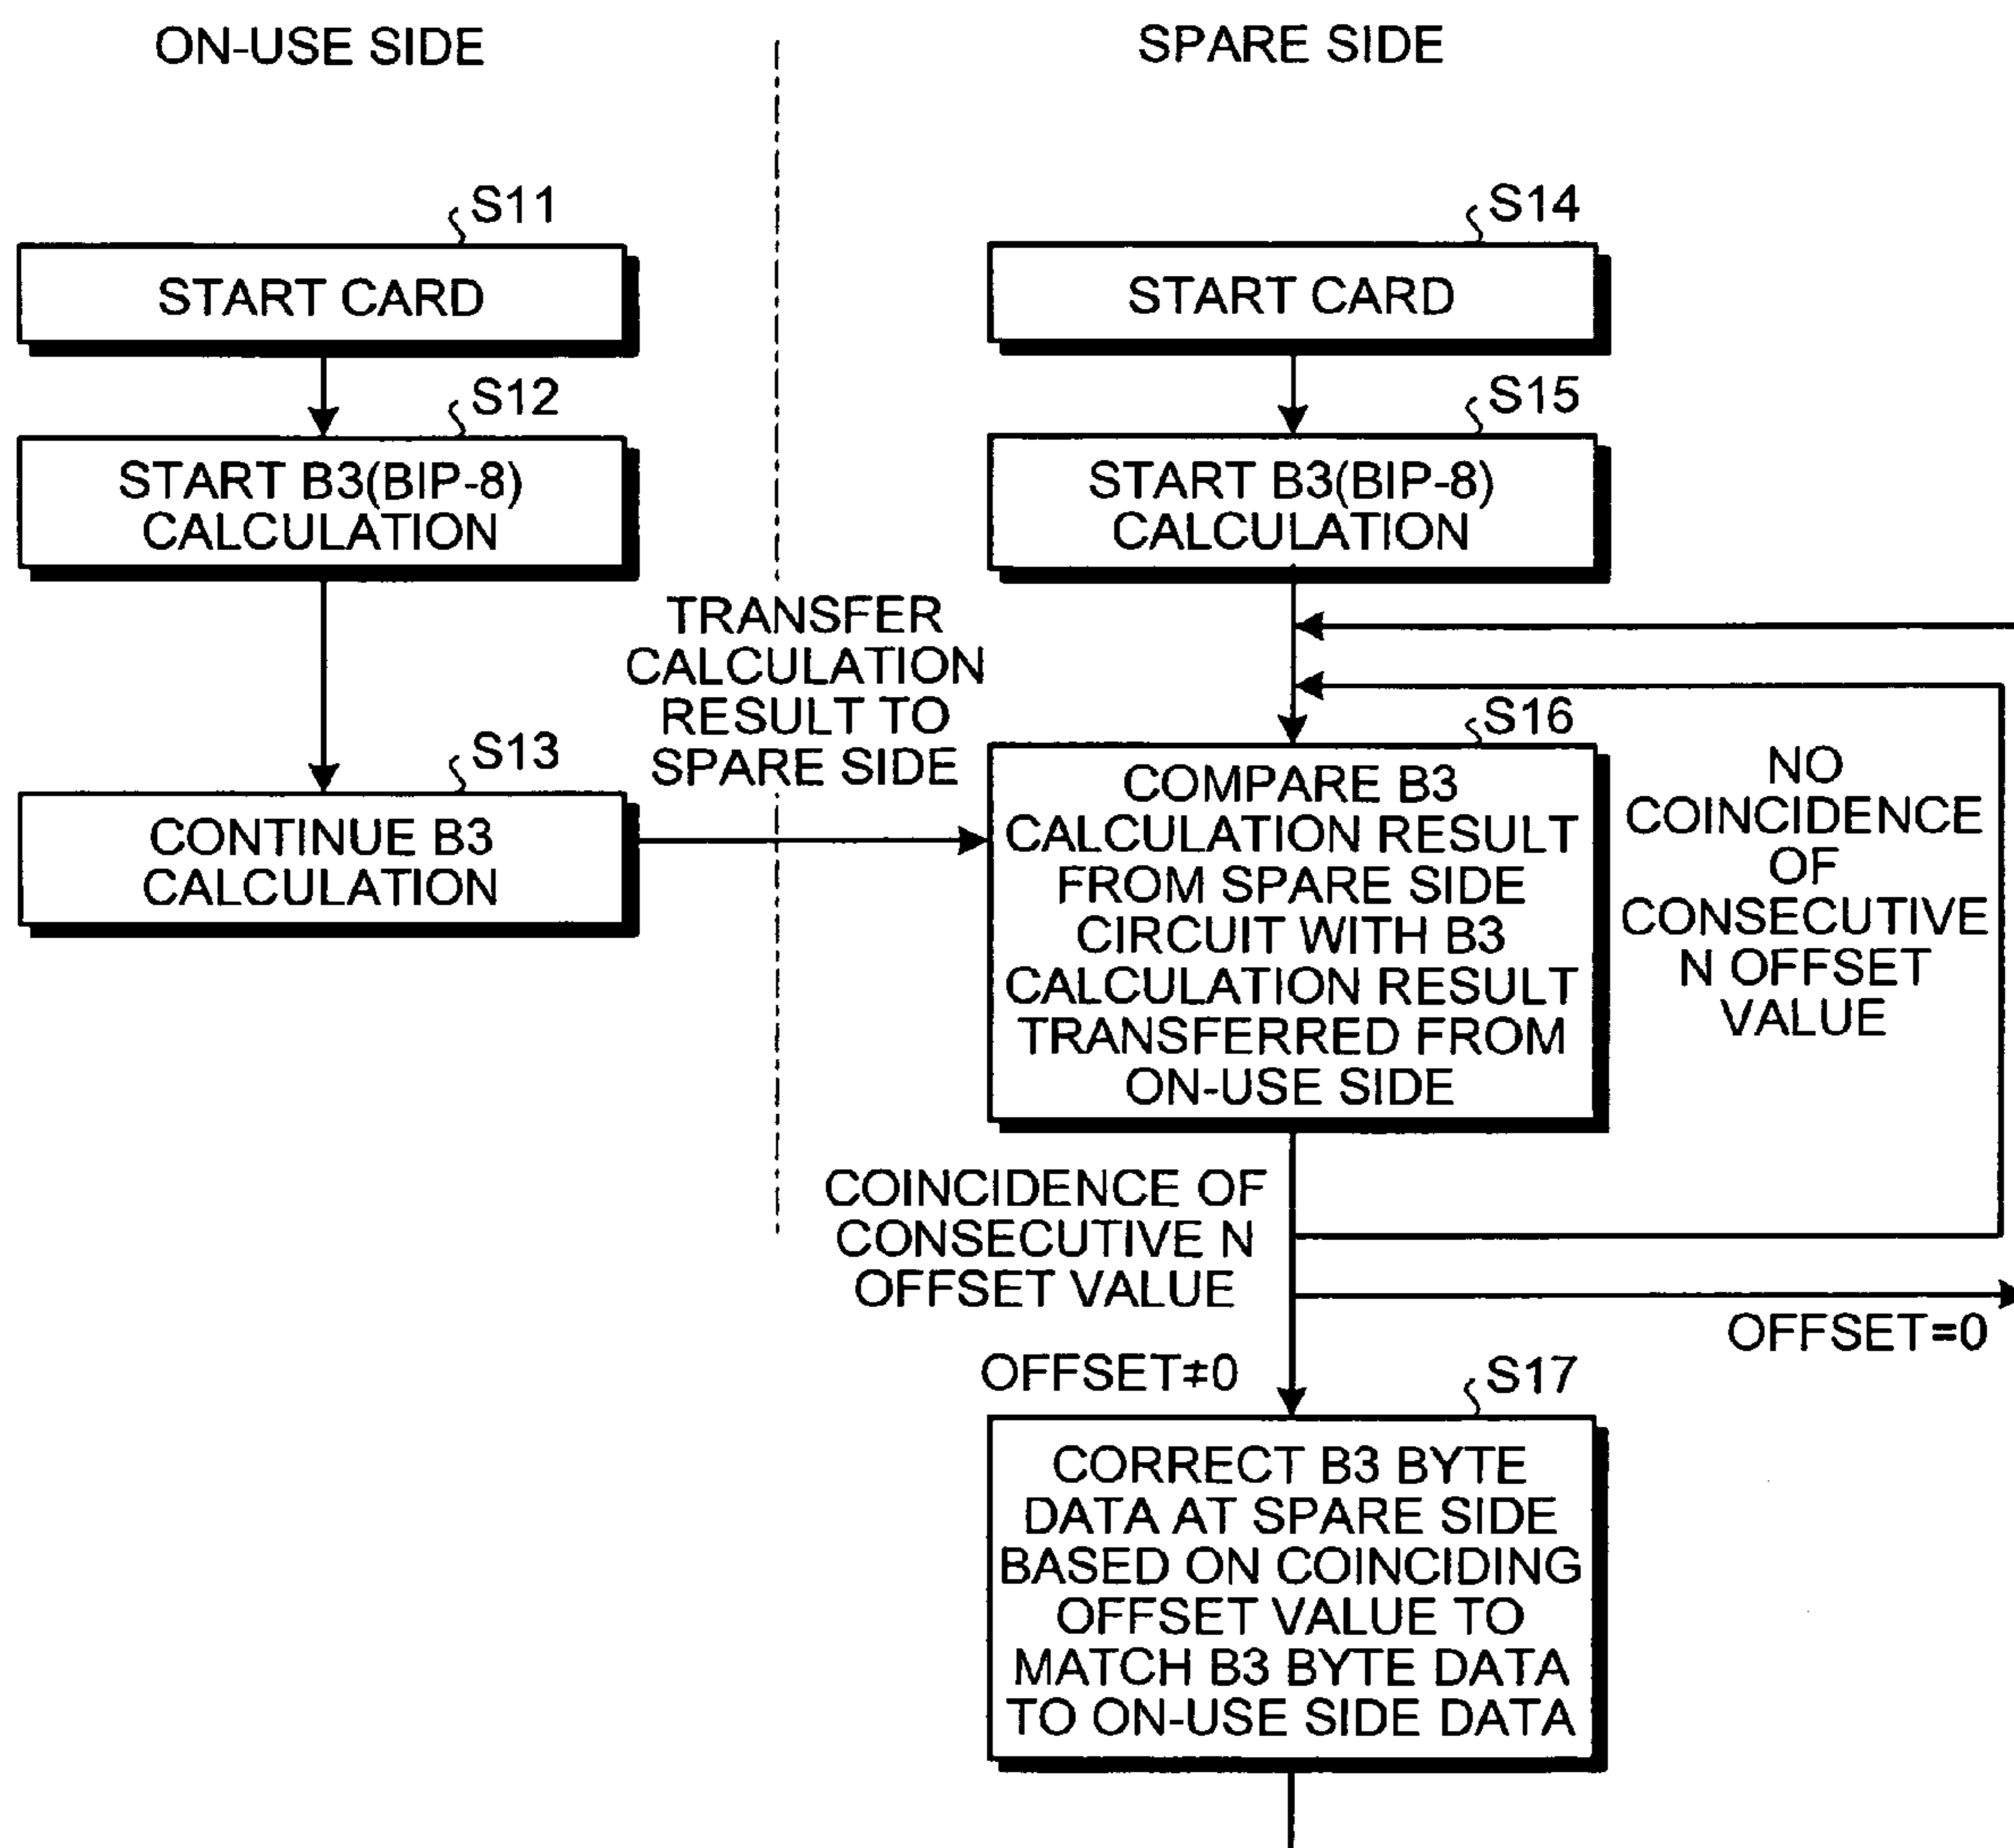 ON-USE SIDE
SPARE SIDE
S11
START CARD
S12
START B3(BIP-8)
CALCULATION
S13
CONTINUE B3
CALCULATION
TRANSFER
CALCULATION
RESULT TO
SPARE SIDE
S14
START CARD
S15
START B3(BIP-8)
CALCULATION
S16
COMPARE B3
CALCULATION RESULT
FROM SPARE SIDE
CIRCUIT WITH B3
CALCULATION RESULT
TRANSFERRED FROM
ON-USE SIDE
NO
COINCIDENCE
OF
CONSECUTIVE
N OFFSET
VALUE
COINCIDENCE OF
CONSECUTIVE N
OFFSET VALUE
OFFSET=0
OFFSET≠0
S17
CORRECT B3 BYTE
DATA AT SPARE SIDE
BASED ON COINCIDING
OFFSET VALUE TO
MATCH B3 BYTE DATA
TO ON-USE SIDE DATA